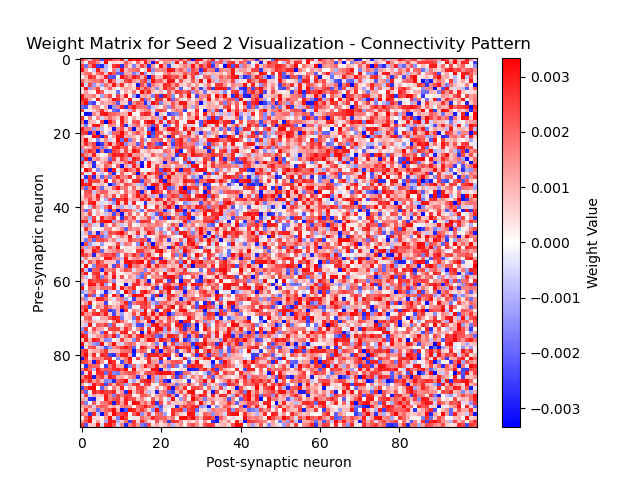 Weight Matrix for Seed 2 Visualization - Connectivity Pattern
0
20
40
60
80
Pre-synaptic neuron
0 20 40 60 80
Post-synaptic neuron
0.003
0.002
0.001
0.000
−0.001
−0.002
−0.003
Weight Value